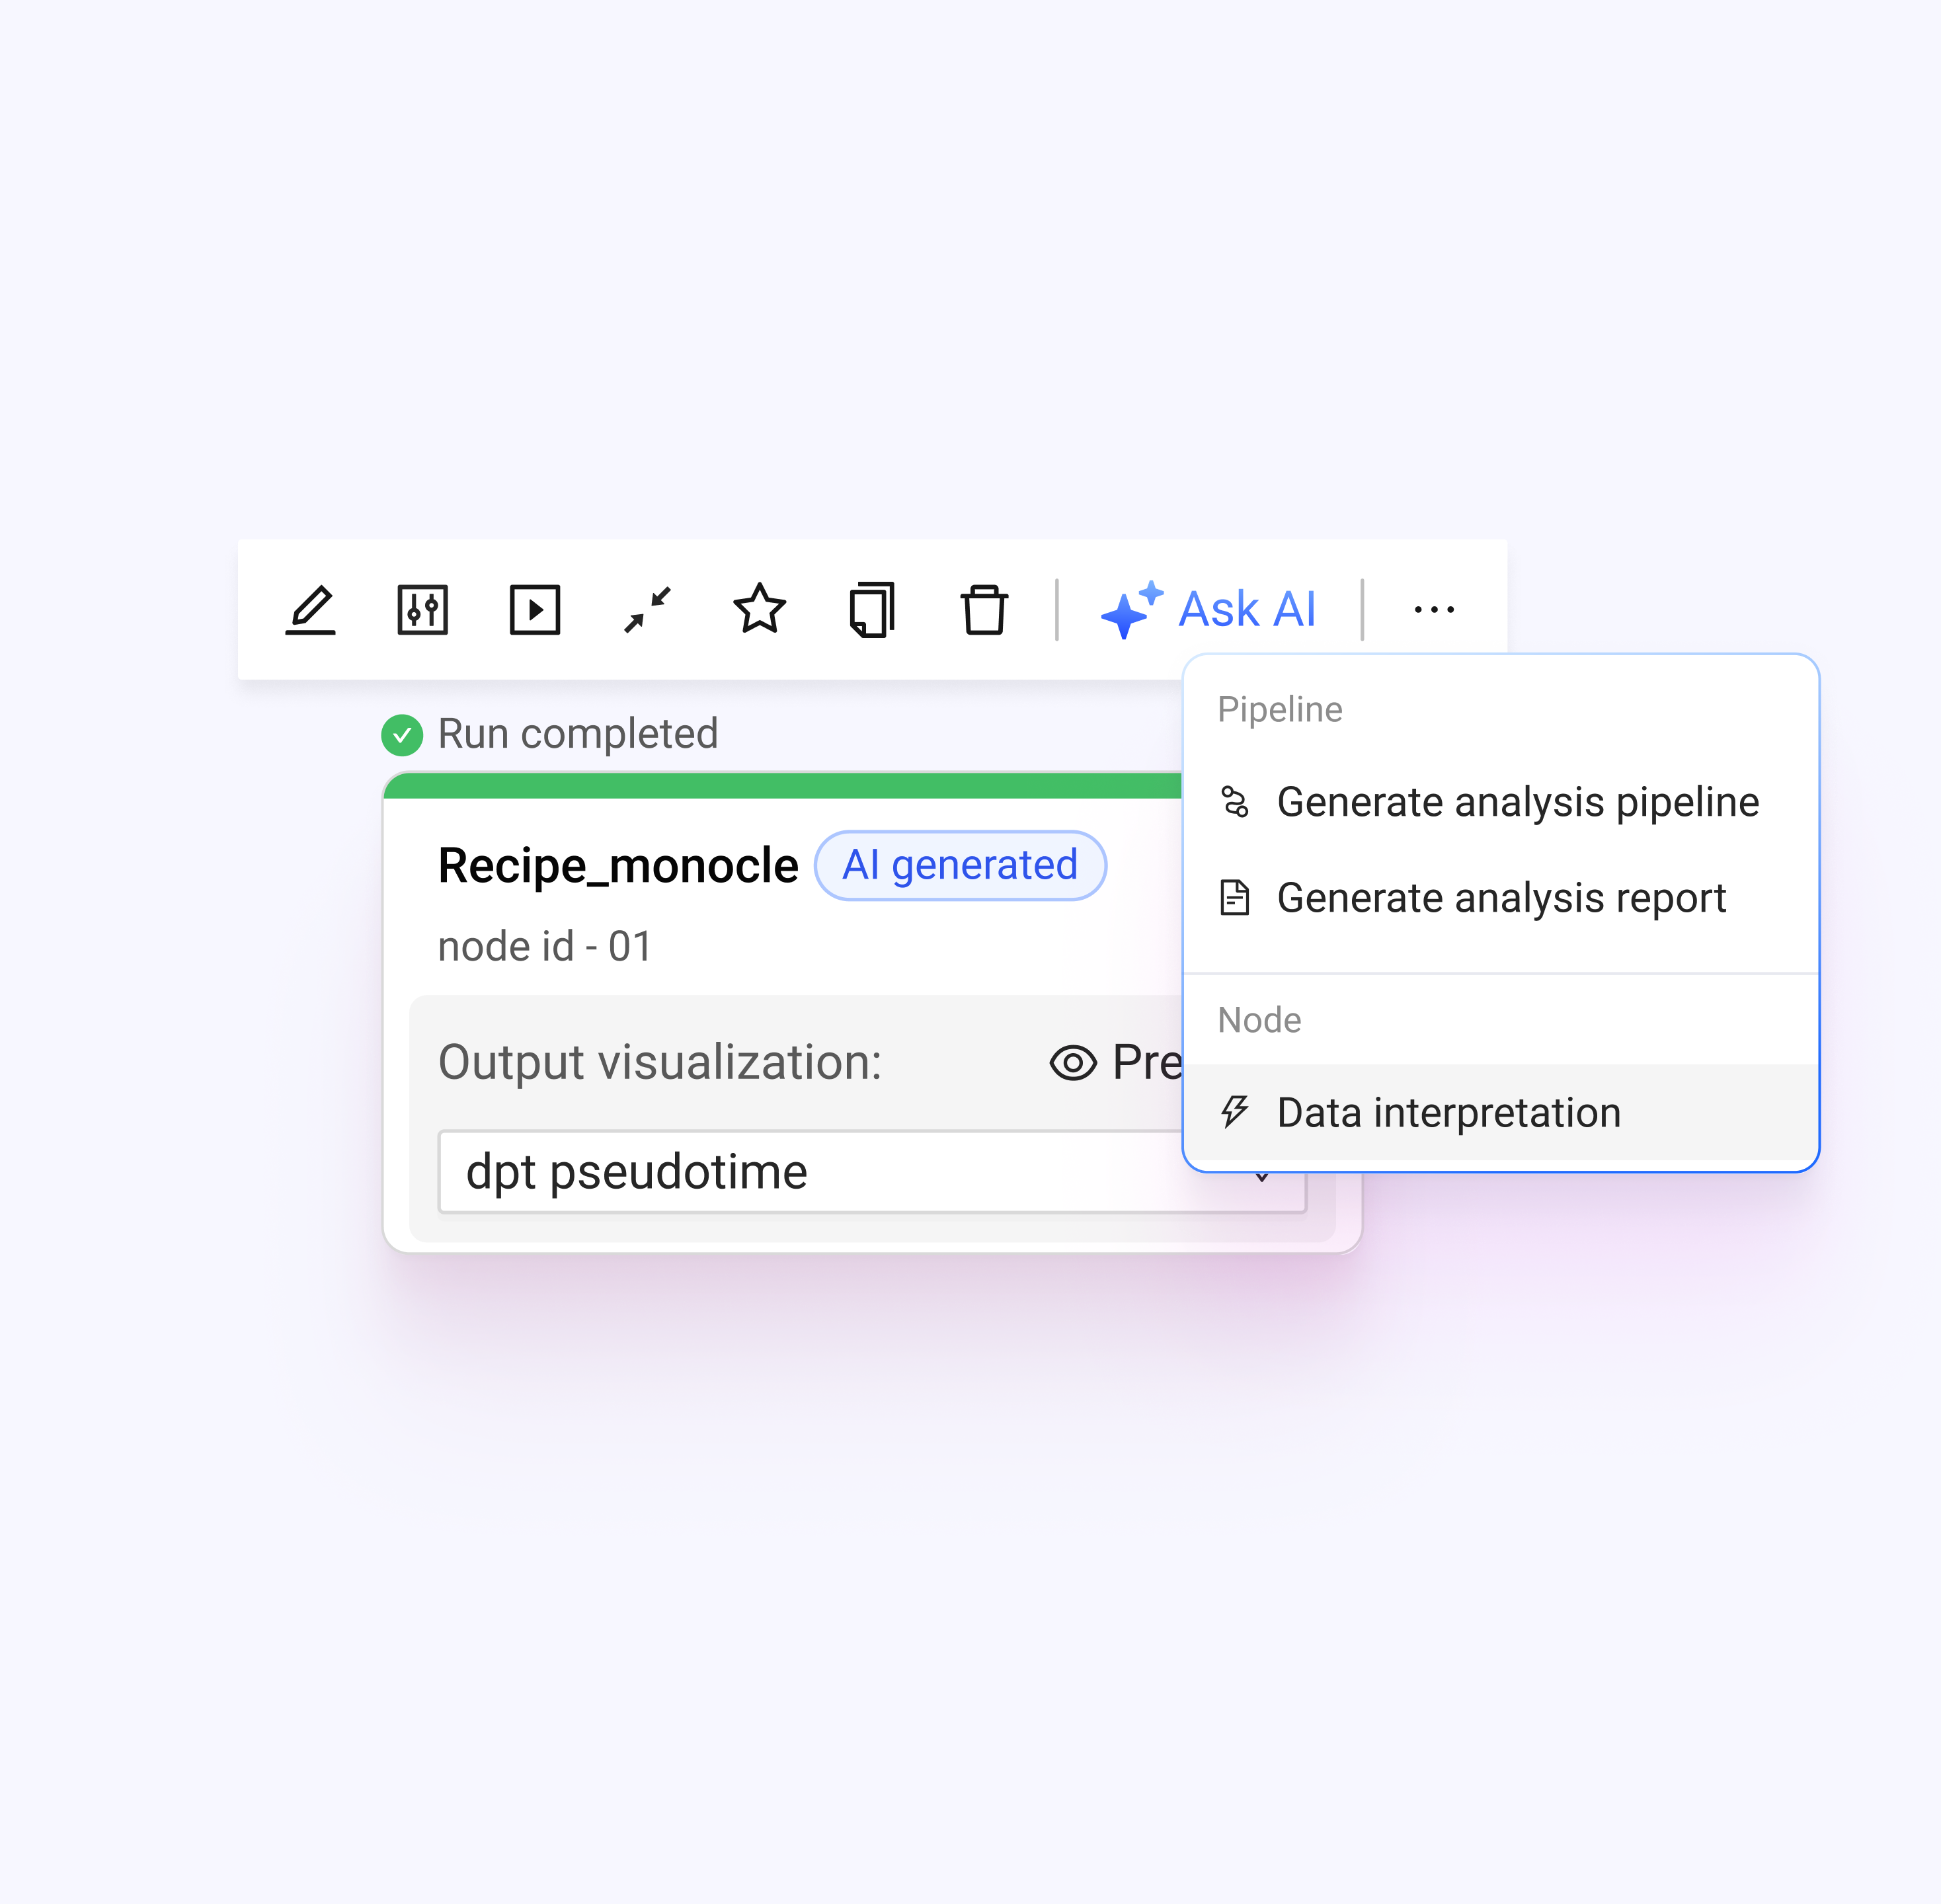 Ask AI
Run completed
Pipeline
Generate analysis pipeline
Recipe_monocle
AI generated
Generate analysis report
node id - 01
Node
Output visualization:
Data interpretation
dpt pseudotime